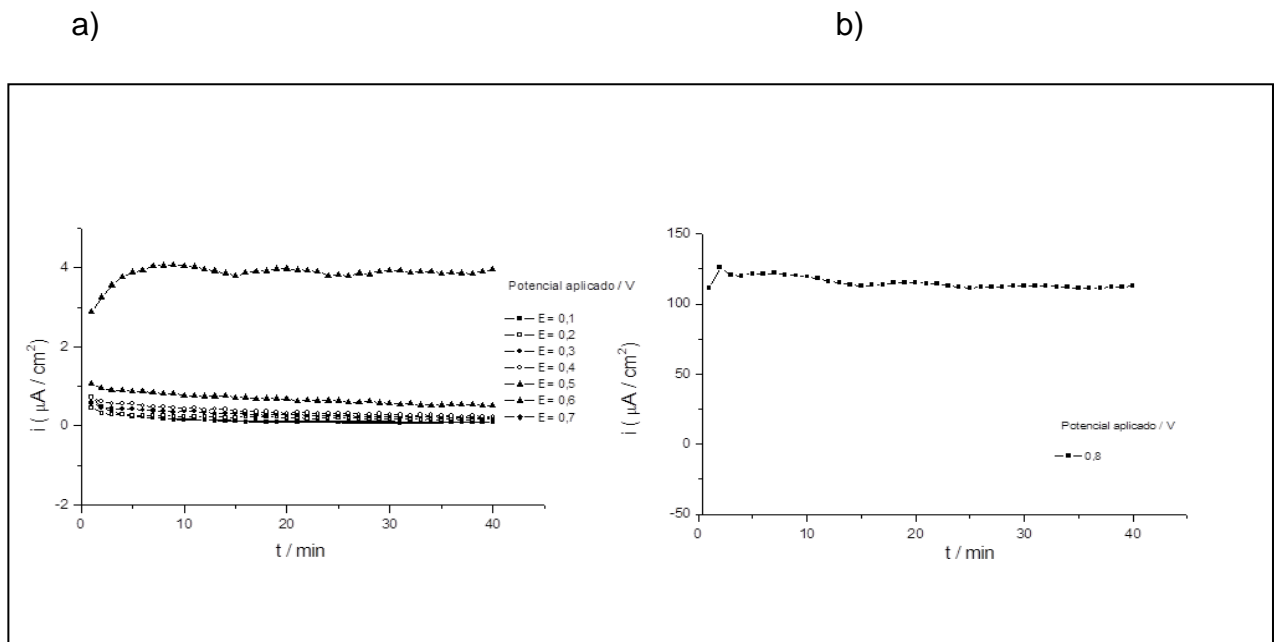 a)
b)
4
2
0
-2
i ( µA / cm²)
0 10 20 30 40
t / min
Potencial aplicado / V
E = 0,1
E = 0,2
E = 0,3
E = 0,4
E = 0,5
E = 0,6
E = 0,7
150
100
50
0
-50
i ( µA / cm²)
0 10 20 30 40
t / min
Potencial aplicado / V
0,8